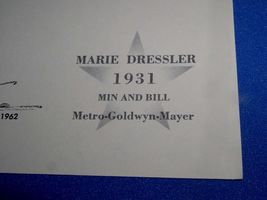 MARIE DRESSLER
1931
MIN AND BILL
Metro-Goldwyn-Mayer
1962